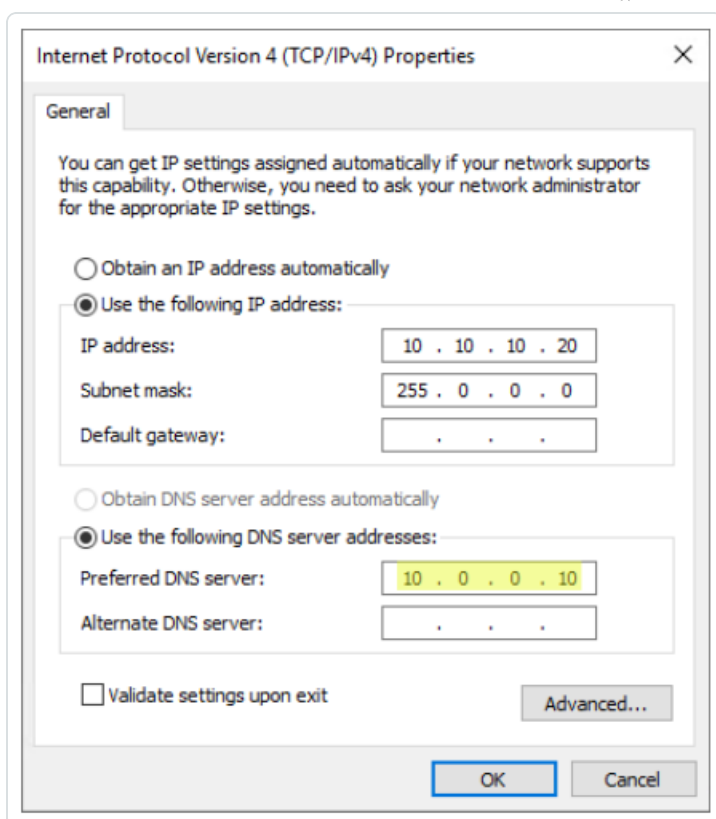 Internet Protocol Version 4 (TCP/IPv4) Properties
General
You can get IP settings assigned automatically if your network supports
this capability. Otherwise, you need to ask your network administrator
for the appropriate IP settings.
Obtain an IP address automatically
Use the following IP address:
IP address: 10 . 10 . 10 . 20
Subnet mask: 255 . 0 . 0 . 0
Default gateway: . . .
Obtain DNS server address automatically
Use the following DNS server addresses:
Preferred DNS server: 10 . 0 . 0 . 10
Alternate DNS server: . . .
Validate settings upon exit
Advanced...
OK Cancel